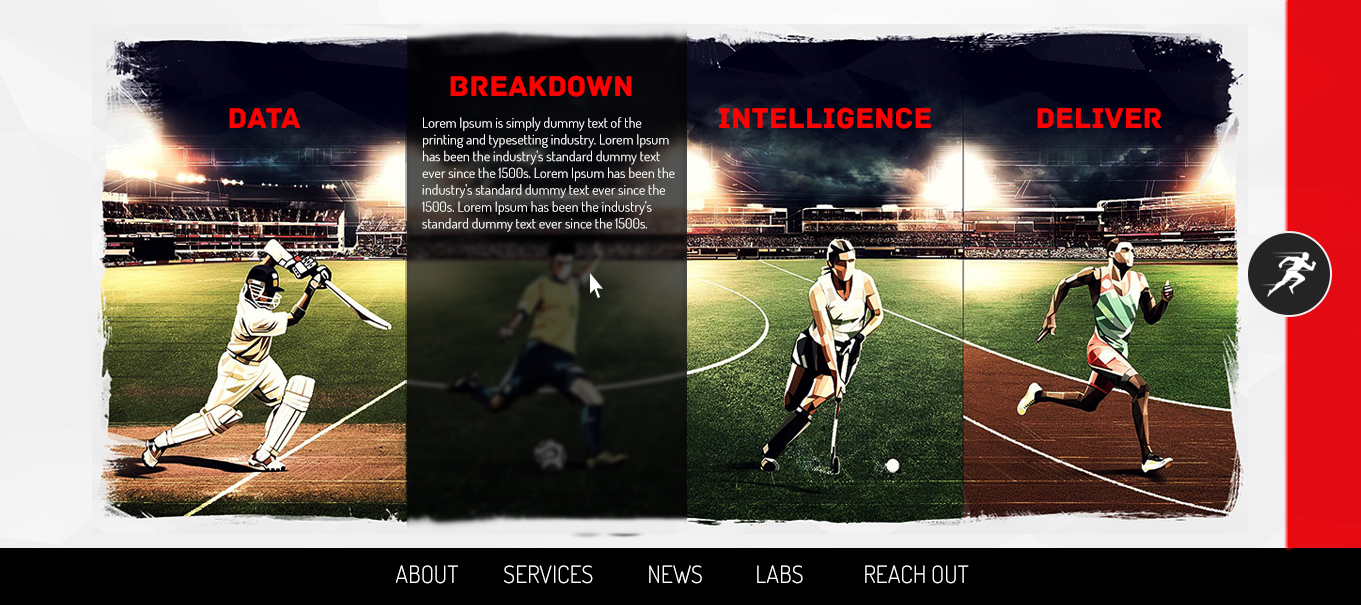 BREAKDOWN
DATA
INTELLIGENCE
DELIVER
Lorem Ipsum is simply dummy text of the
printing and typesetting industry. Lorem Ipsum
has been the industry's standard dummy text
ever since the 1500s. Lorem Ipsum has been the
industry's standard dummy text ever since the
1500s. Lorem Ipsum has been the industry's
standard dummy text ever since the 1500s.
ABOUT SERVICES NEWS LABS REACH OUT